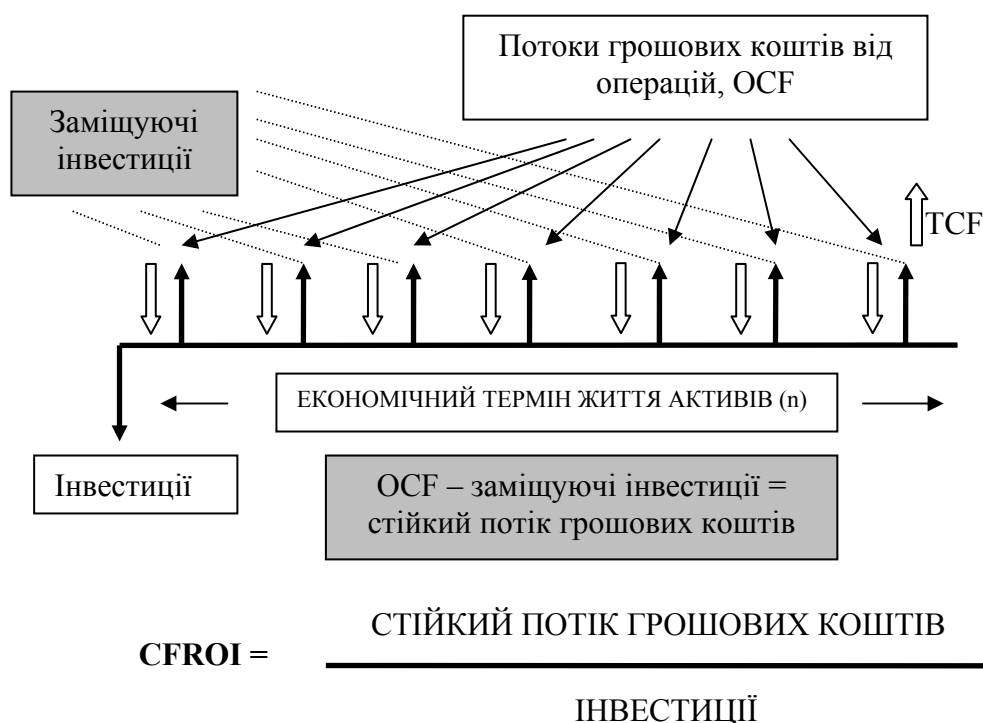 Потоки грошових коштів від
операцій, OCF
Заміщуючі
інвестиції
TCF
ЕКОНОМІЧНИЙ ТЕРМІН ЖИТТЯ АКТИВІВ (n)
Інвестиції
OCF – заміщуючі інвестиції =
стійкий потік грошових коштів
СТІЙКИЙ ПОТІК ГРОШОВИХ КОШТІВ
CFROI =
ІНВЕСТИЦІЇ